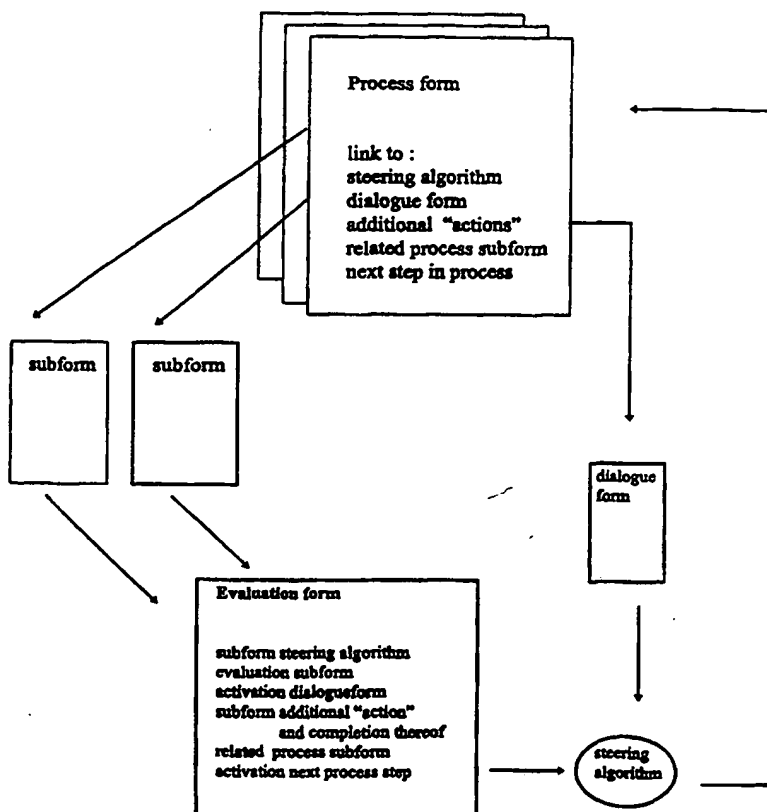 Process form
link to :
steering algorithm
dialogue form
additional "actions"
related process subform
next step in process
subform
subform
dialogue
form
Evaluation form
subform steering algorithm
evaluation subform
activation dialogueform
subform additional "action"
and completion thereof
related process subform
activation next process step
steering
algorithm